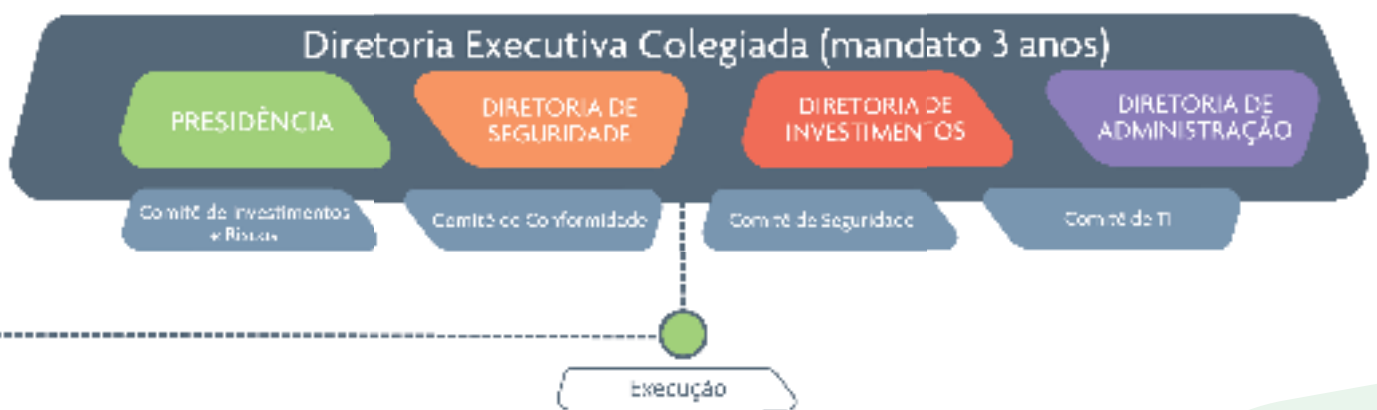 Diretoria Executiva Colegiada (mandato 3 anos)
PRESIDÊNCIA
DIRETORIA DE
SEGURIDADE
DIRETORIA DE
INVESTIMENTOS
DIRETORIA DE
ADMINISTRAÇÃO
Comitê de Investimentos
e Riscos
Comitê de Conformidade
Comitê de Seguridade
Comitê de TI
Execução